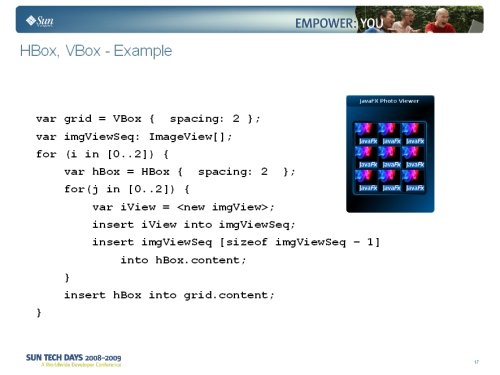 Sun
EMPOWER: YOU
HBox, VBox - Example
JavaFX Photo Viewer
JavaFX JavaFX JavaFX
JavaFX JavaFX JavaFX
JavaFX JavaFX JavaFX
var grid = VBox {  spacing: 2 };
var imgViewSeq: ImageView[];
for (i in [0..2]) {
    var hBox = HBox {  spacing: 2  };
    for(j in [0..2]) {
        var iView = <new imgView>;
        insert iView into imgViewSeq;
        insert imgViewSeq [sizeof imgViewSeq - 1]
            into hBox.content;
    }
    insert hBox into grid.content;
}
SUN TECH DAYS 2008-2009
A Worldwide Developer Conference
17